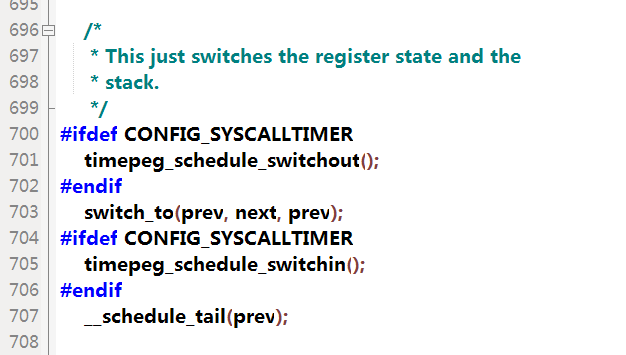 695
696 /*
697 * This just switches the register state and the
698 * stack.
699 */
700 #ifdef CONFIG_SYSCALLTIMER
701 timepeg_schedule_switchout();
702 #endif
703 switch_to(prev, next, prev);
704 #ifdef CONFIG_SYSCALLTIMER
705 timepeg_schedule_switchin();
706 #endif
707 __schedule_tail(prev);
708